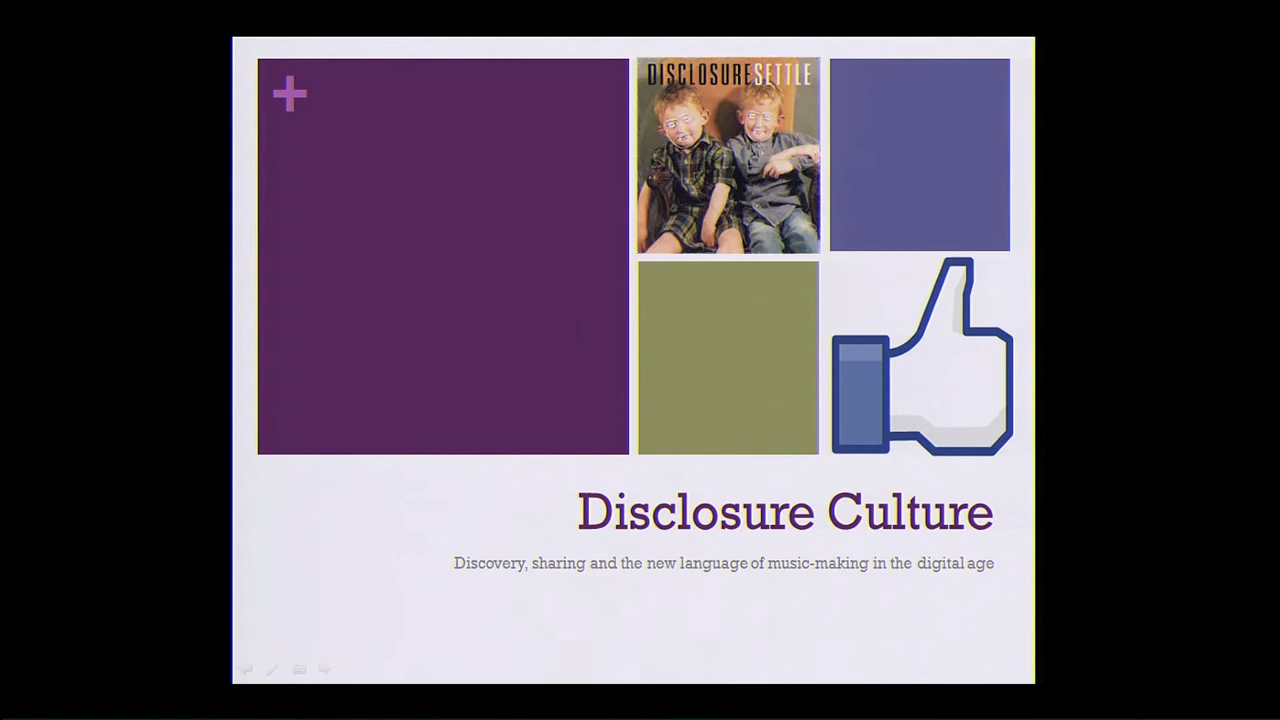 +
DISCLOSURE SETTLE
Disclosure Culture
Discovery, sharing and the new language of music-making in the digital age